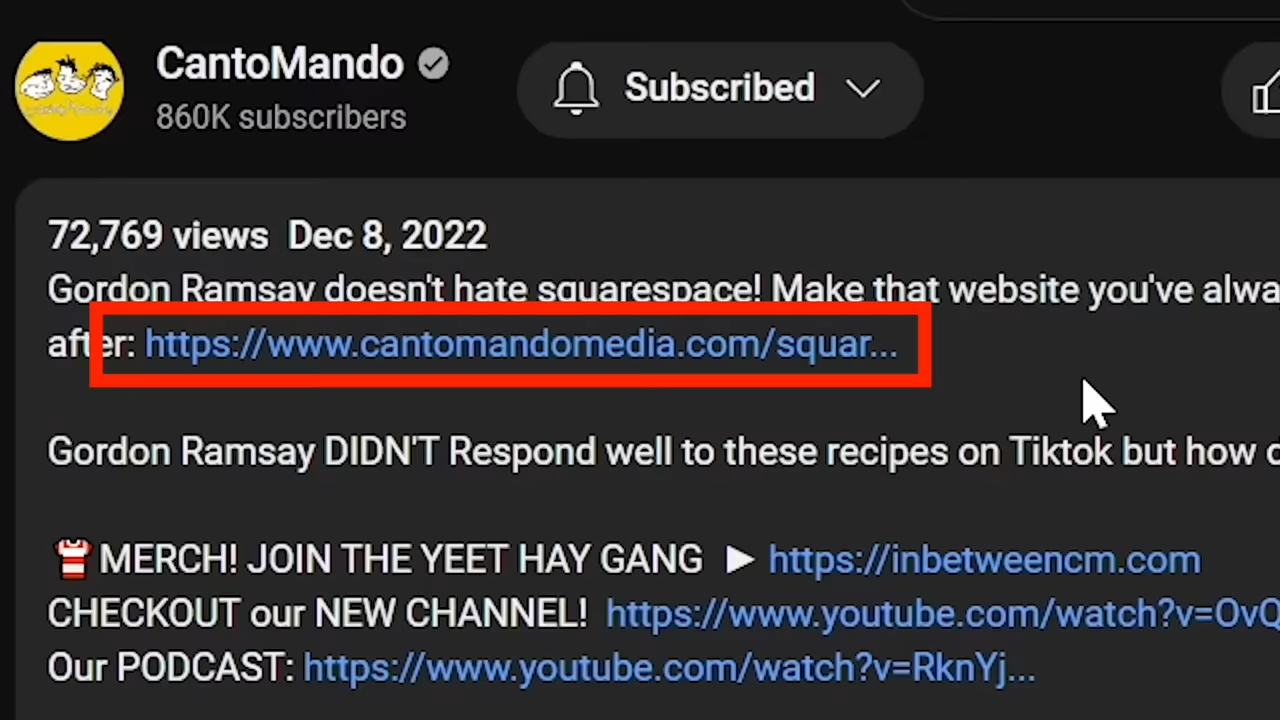 CantoMando
860K subscribers
Subscribed
72,769 views Dec 8, 2022
Gordon Ramsay doesn't hate squarespace! Make that website you've alwa
after: https://www.cantomandomedia.com/squar...
Gordon Ramsay DIDN'T Respond well to these recipes on Tiktok but how
MERCH! JOIN THE YEET HAY GANG ▶ https://inbetweencm.com
CHECKOUT our NEW CHANNEL! https://www.youtube.com/watch?v=OvQ
Our PODCAST: https://www.youtube.com/watch?v=RknYj...